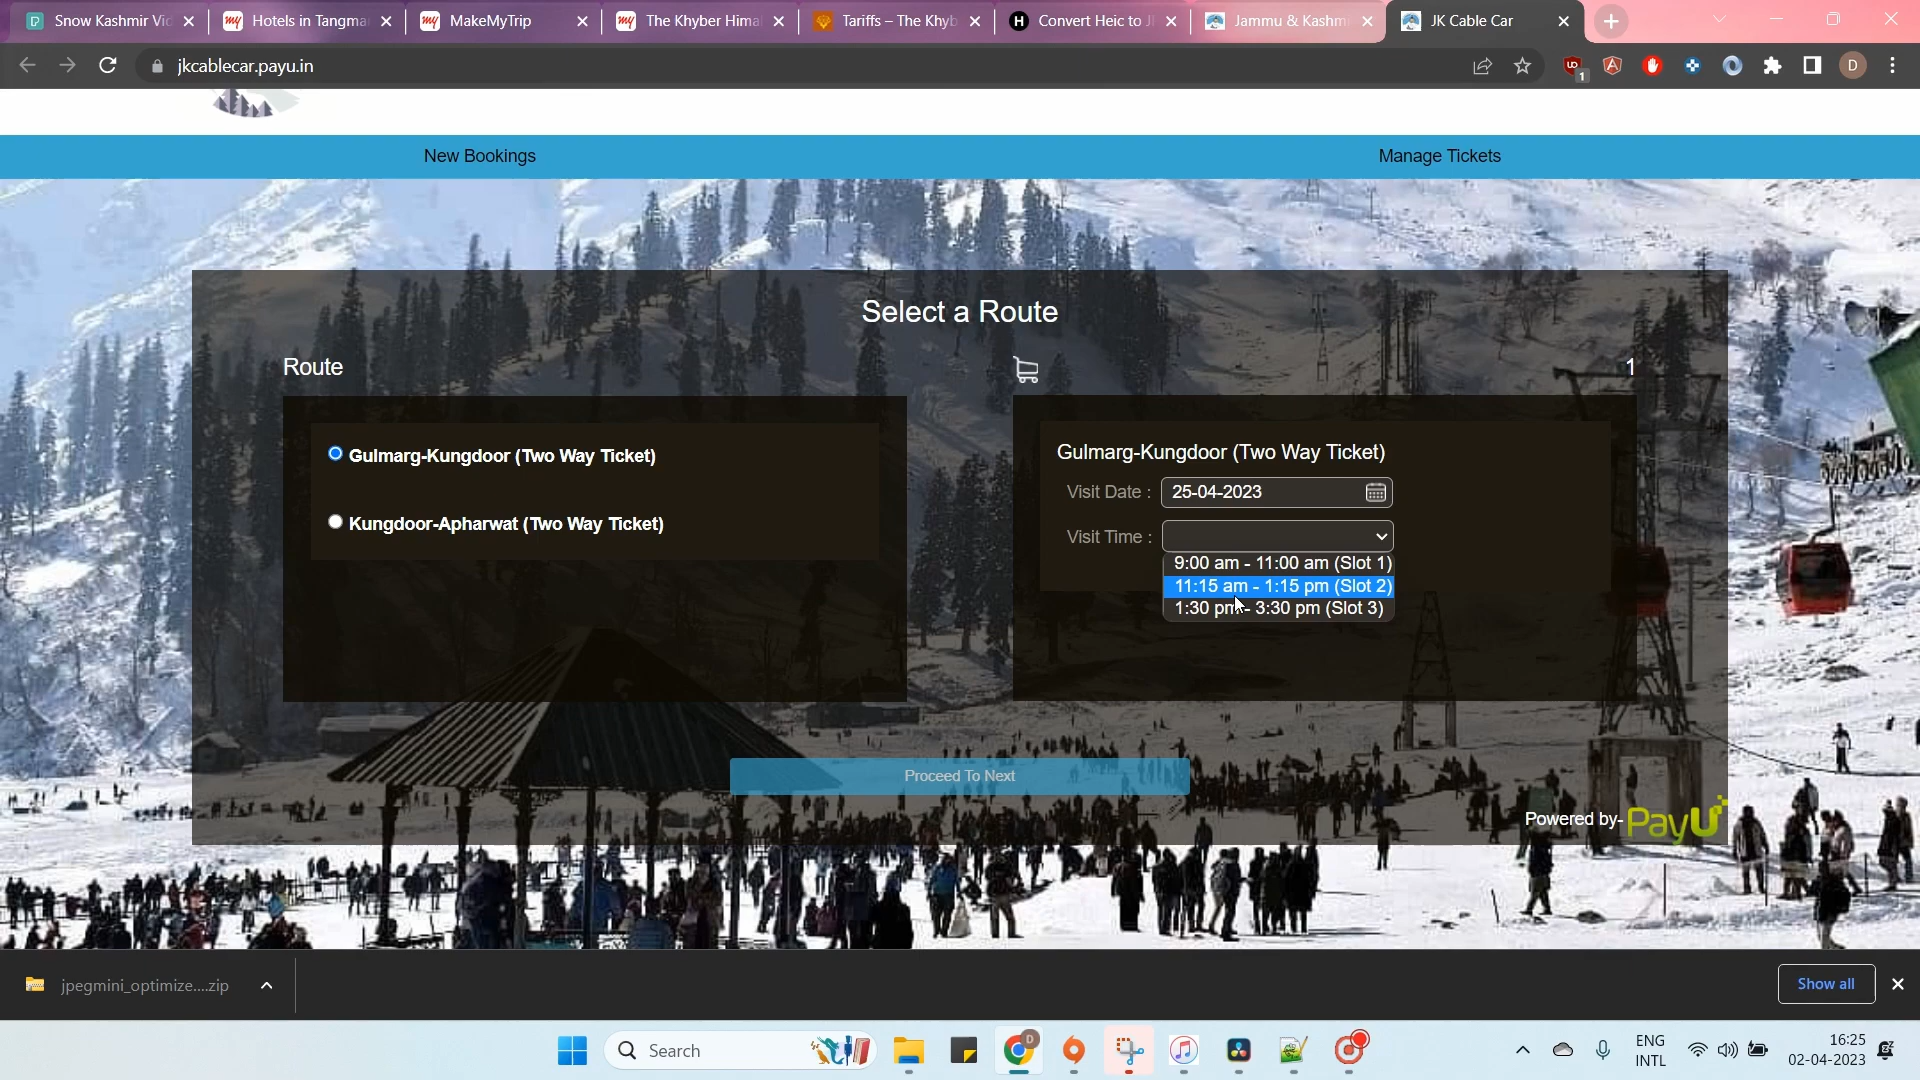 Snow Kashmir Vic
Hotels in Tangma
MakeMyTrip
The Khyber Hima
Tariffs – The Khyb
Convert Heic to J
Jammu & Kashm
JK Cable Car
jkcablecar.payu.in
1
D
New Bookings
Manage Tickets
Select a Route
Route
1
Gulmarg-Kungdoor (Two Way Ticket)
Kungdoor-Apharwat (Two Way Ticket)
Gulmarg-Kungdoor (Two Way Ticket)
Visit Date :
25-04-2023
Visit Time :
9:00 am - 11:00 am (Slot 1)
11:15 am - 1:15 pm (Slot 2)
1:30 pm - 3:30 pm (Slot 3)
Proceed To Next
Powered by- PayU
jpegmini_optimize....zip
Show all
Search
D
ENG
INTL
16:25
02-04-2023